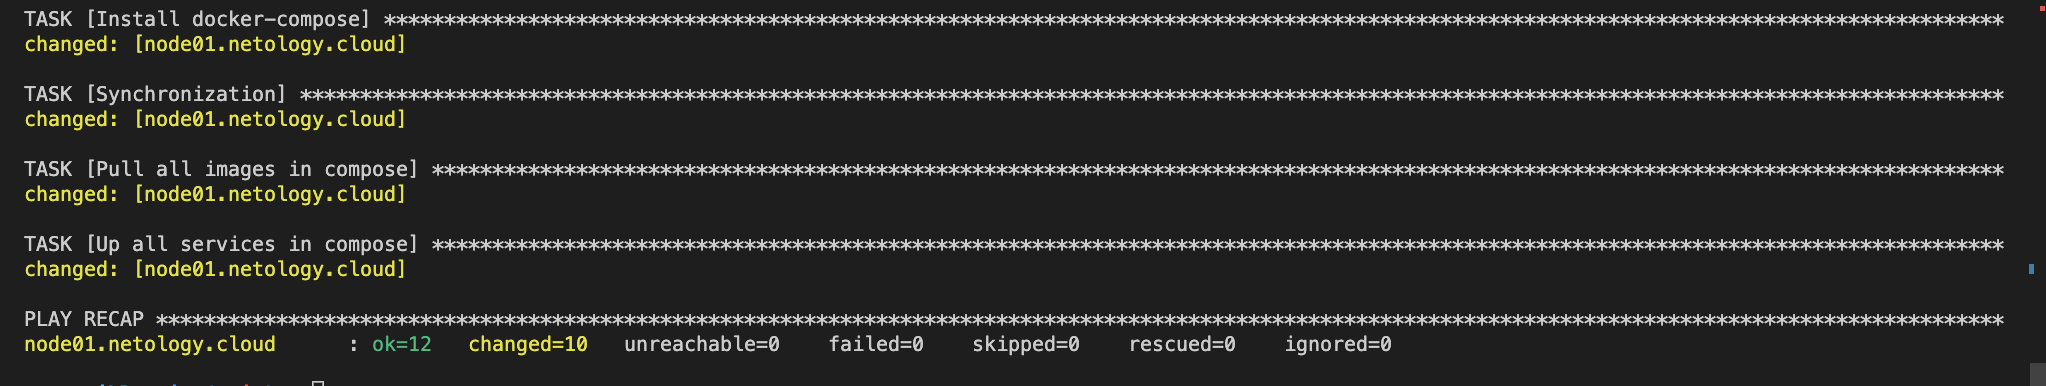 TASK [Install docker-compose] ***************************************************************************************************************************************
changed: [node01.netology.cloud]
TASK [Synchronization] **********************************************************************************************************************************************
changed: [node01.netology.cloud]
TASK [Pull all images in compose] ***********************************************************************************************************************************
changed: [node01.netology.cloud]
TASK [Up all services in compose] ***********************************************************************************************************************************
changed: [node01.netology.cloud]
PLAY RECAP **********************************************************************************************************************************************************
node01.netology.cloud      : ok=12   changed=10   unreachable=0    failed=0    skipped=0    rescued=0    ignored=0